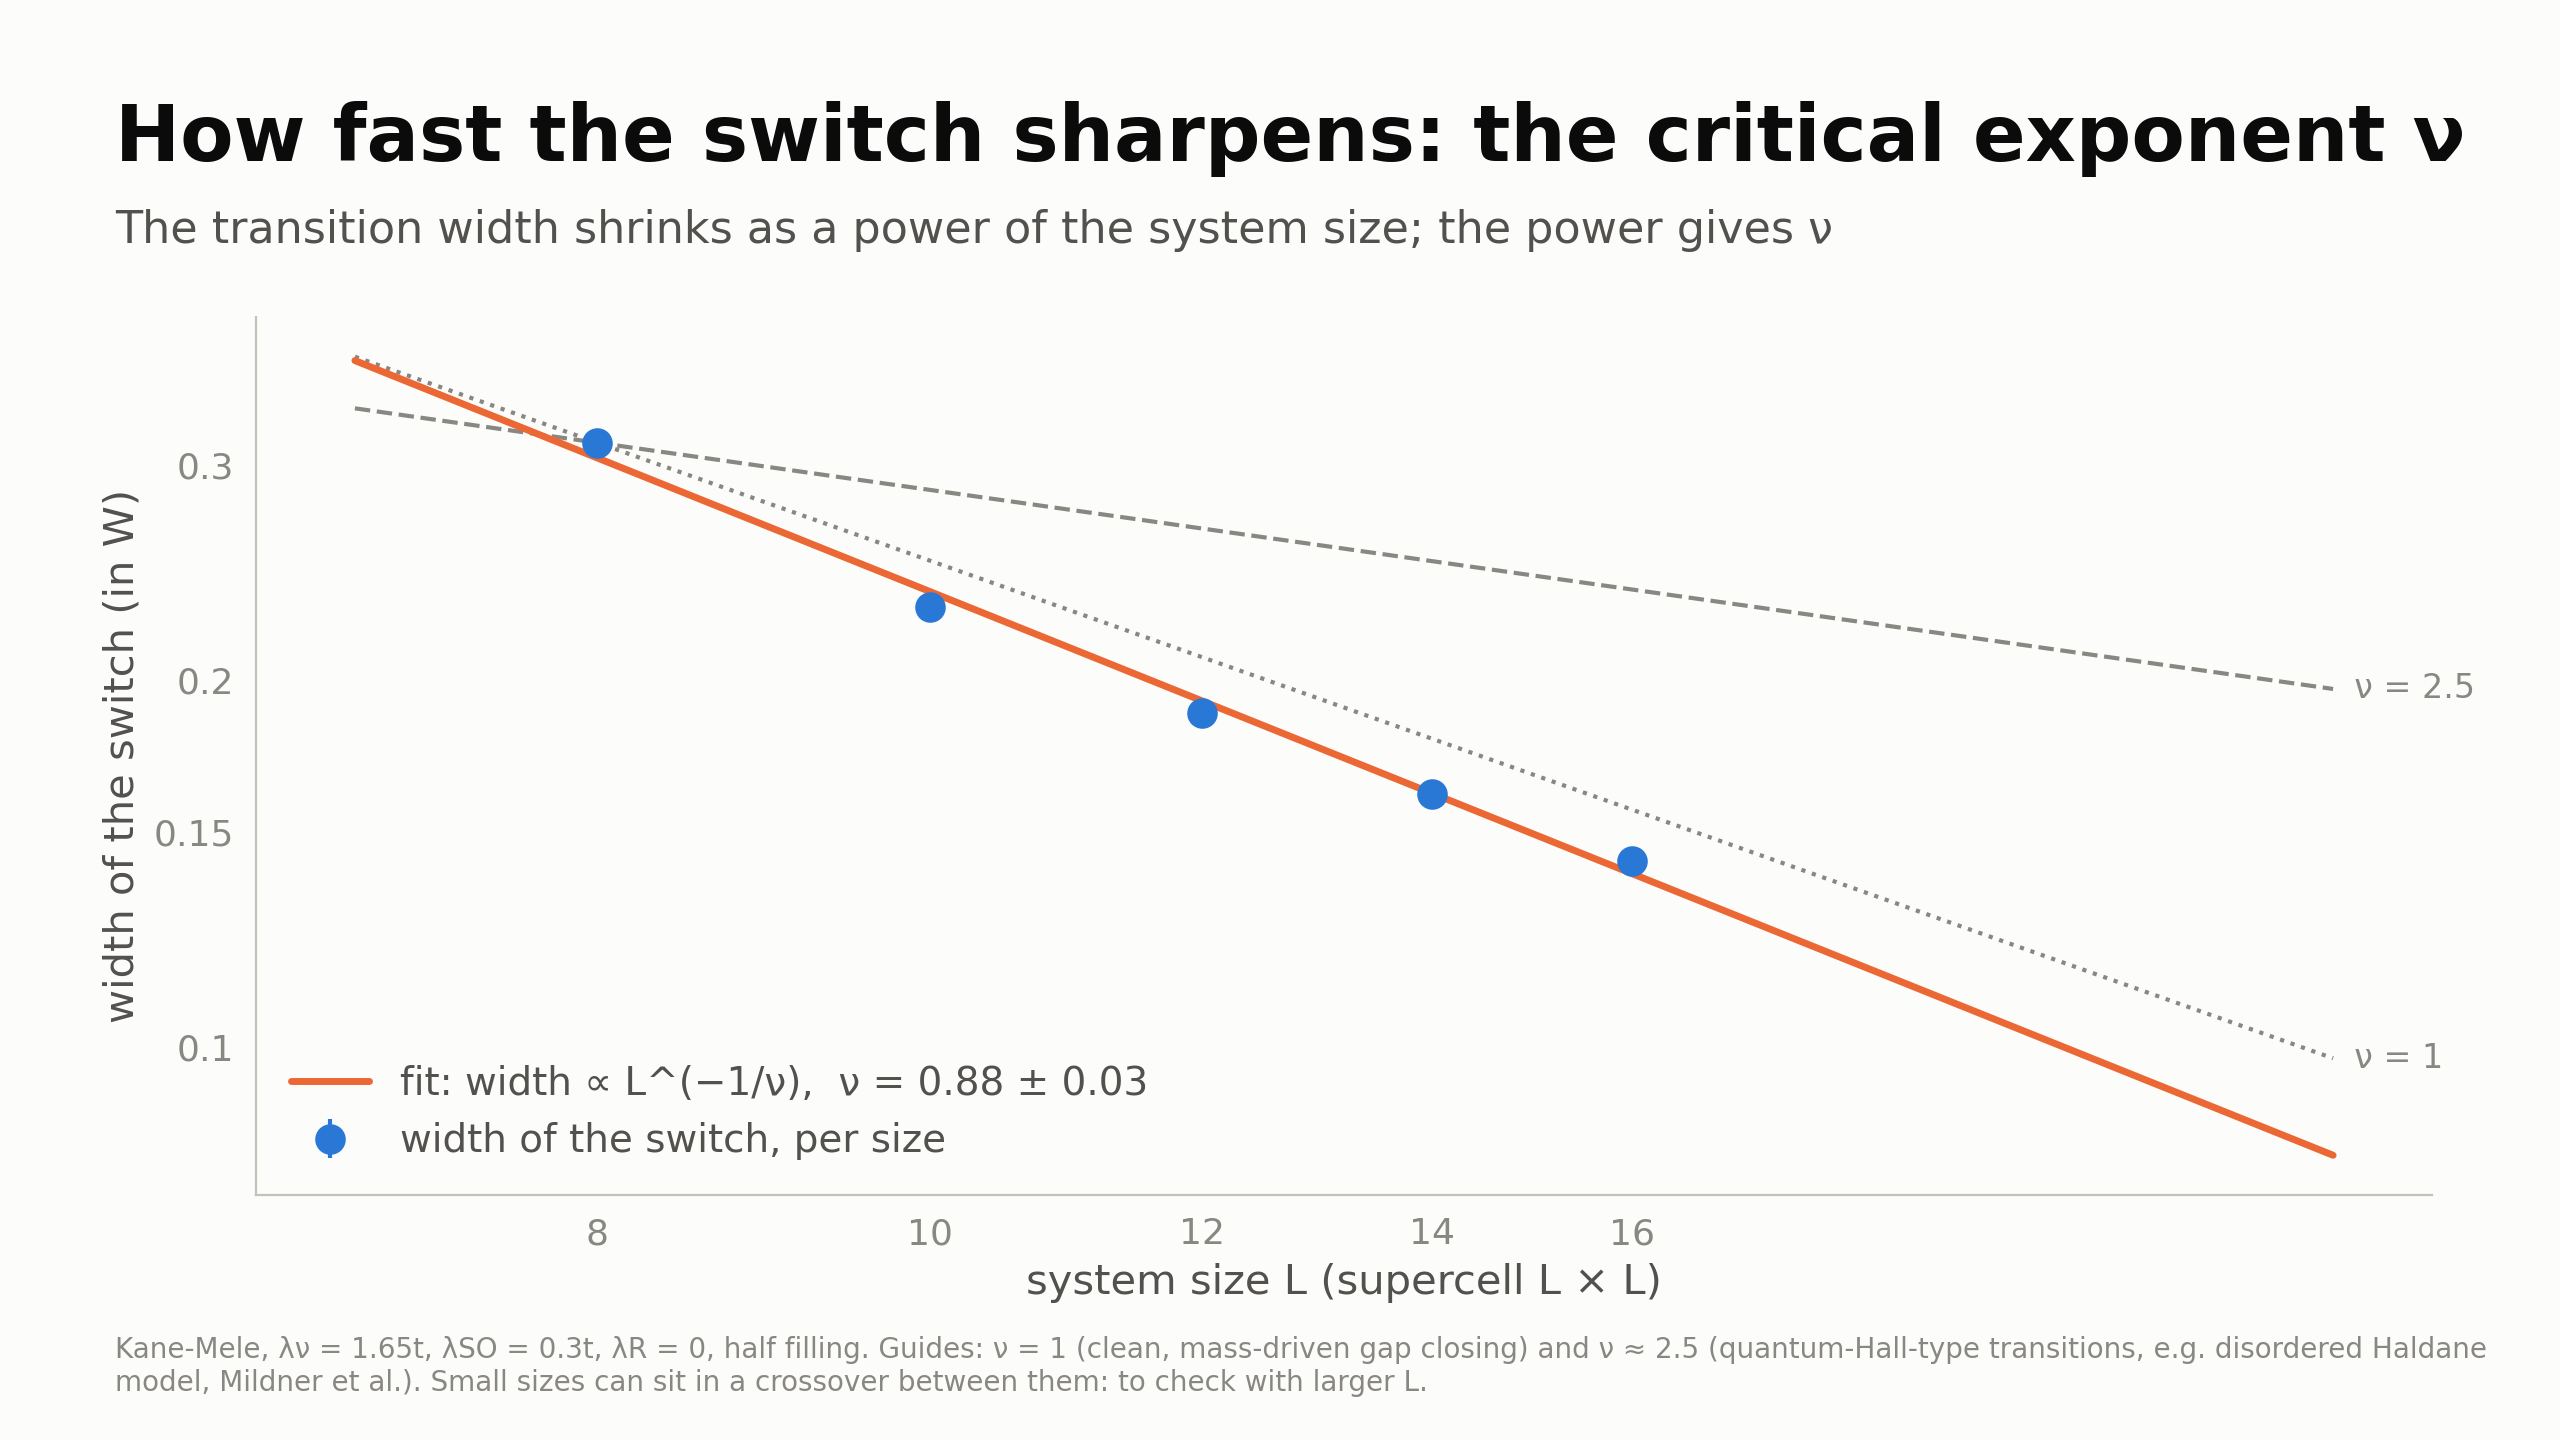 How fast the switch sharpens: the critical exponent ν
The transition width shrinks as a power of the system size; the power gives ν
width of the switch (in W)
0.3
0.2
0.15
0.1
ν = 2.5
ν = 1
fit: width ∝ L^(−1/ν),  ν = 0.88 ± 0.03
width of the switch, per size
8 10 12 14 16
system size L (supercell L × L)
Kane-Mele, λν = 1.65t, λSO = 0.3t, λR = 0, half filling. Guides: ν = 1 (clean, mass-driven gap closing) and ν ≈ 2.5 (quantum-Hall-type transitions, e.g. disordered Haldane
model, Mildner et al.). Small sizes can sit in a crossover between them: to check with larger L.